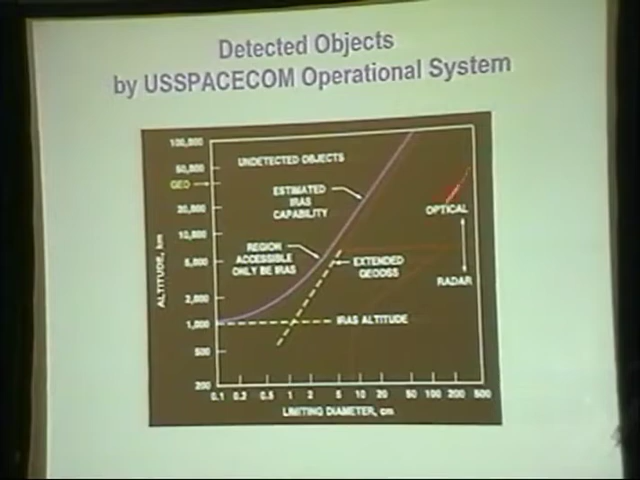 Detected Objects
by USSPACECOM Operational System
100,000
UNDETECTED OBJECTS
50,000
GEO
ESTIMATED
IRAS
CAPABILITY
20,000
OPTICAL
10,000
REGION
ACCESSIBLE
ONLY BE IRAS
5,000
EXTENDED
GEODSS
RADAR
ALTITUDE, km
2,000
1,000
IRAS ALTITUDE
500
200
0.1 0.2 0.5 1 2 5 10 20 50 100 200 500
LIMITING DIAMETER, cm